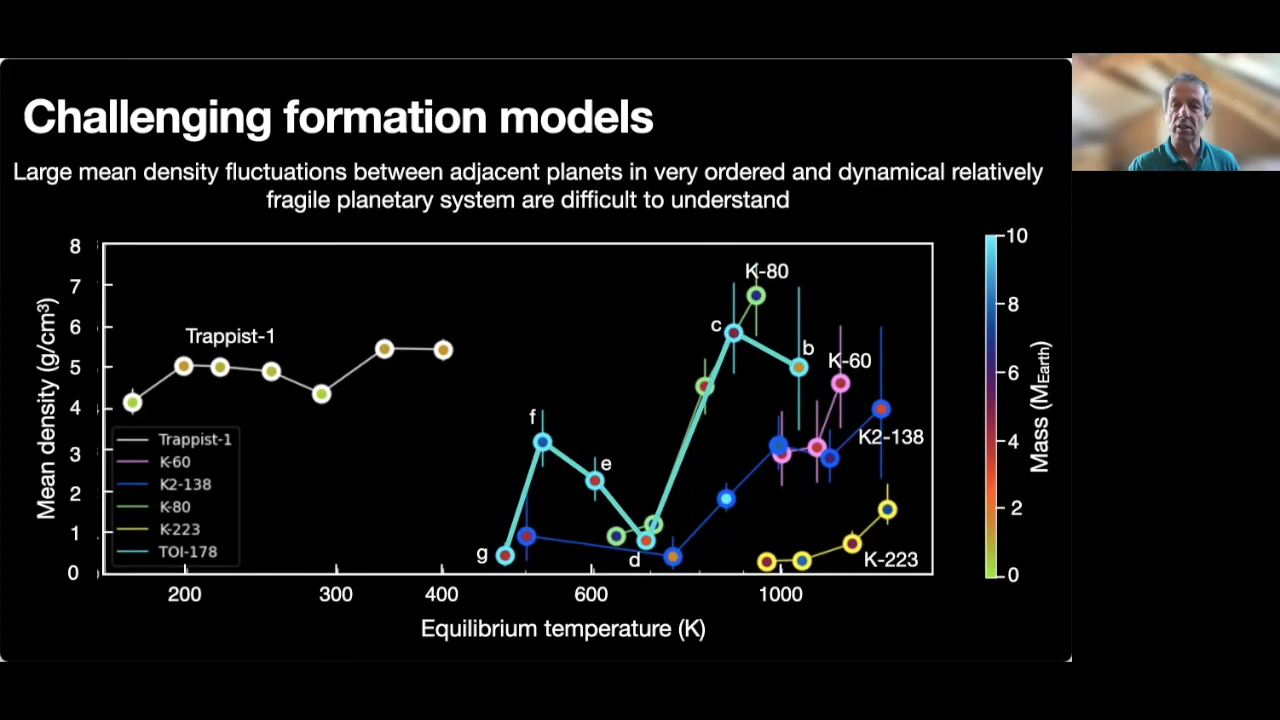 Challenging formation models
Large mean density fluctuations between adjacent planets in very ordered and dynamical relatively
fragile planetary system are difficult to understand
8
7
6
5
4
3
2
1
0
Mean density (g/cm³)
200
300
400
600
1000
Equilibrium temperature (K)
Trappist-1
Trappist-1
K-60
K2-138
K-80
K-223
TOI-178
g
f
e
d
c
b
K-80
K-60
K2-138
K-223
10
8
6
4
2
0
Mass (MEarth)